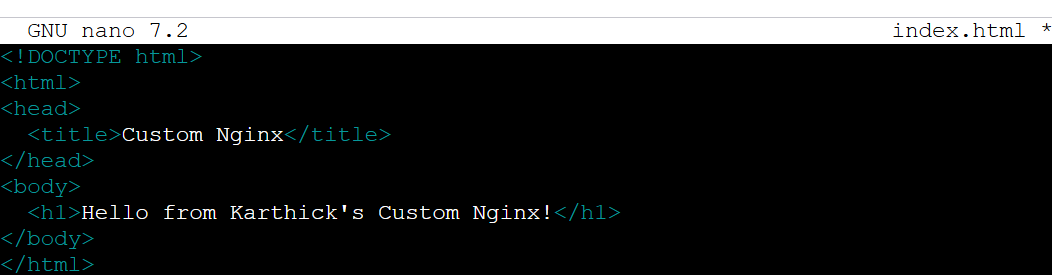 GNU nano 7.2 index.html *
<!DOCTYPE html>
<html>
<head>
  <title>Custom Nginx</title>
</head>
<body>
  <h1>Hello from Karthick's Custom Nginx!</h1>
</body>
</html>